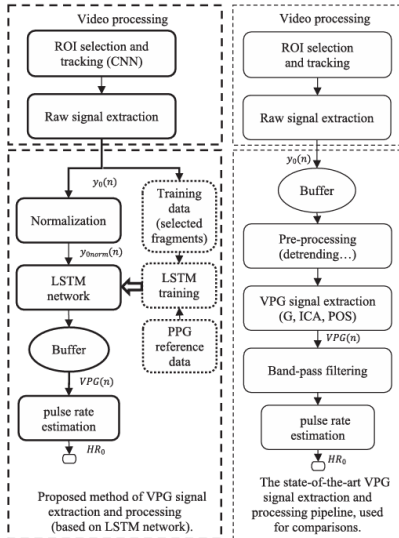 Video processing
ROI selection and
tracking (CNN)
Raw signal extraction
y₀(n)
Normalization
y₀norm(n)
LSTM
network
Buffer
VPG(n)
pulse rate
estimation
HR₀
Training
data
(selected
fragments)
LSTM
training
PPG
reference
data
Proposed method of VPG signal
extraction and processing
(based on LSTM network).
Video processing
ROI selection
and tracking
Raw signal extraction
y₀(n)
Buffer
Pre-processing
(detrending…)
VPG signal extraction
(G, ICA, POS)
VPG(n)
Band-pass filtering
pulse rate
estimation
HR₀
The state-of-the-art VPG
signal extraction and
processing pipeline, used
for comparisons.